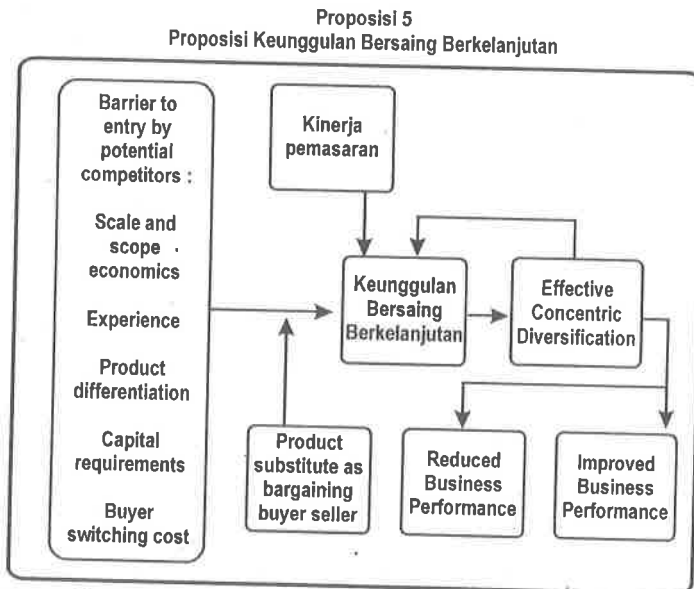 Proposisi 5
Proposisi Keunggulan Bersaing Berkelanjutan
Barrier to
entry by
potential
competitors :
Scale and
scope
economics
Experience
Product
differentiation
Capital
requirements
Buyer
switching cost
Kinerja
pemasaran
Keunggulan
Bersaing
Berkelanjutan
Effective
Concentric
Diversification
Product
substitute as
bargaining
buyer seller
Reduced
Business
Performance
Improved
Business
Performance